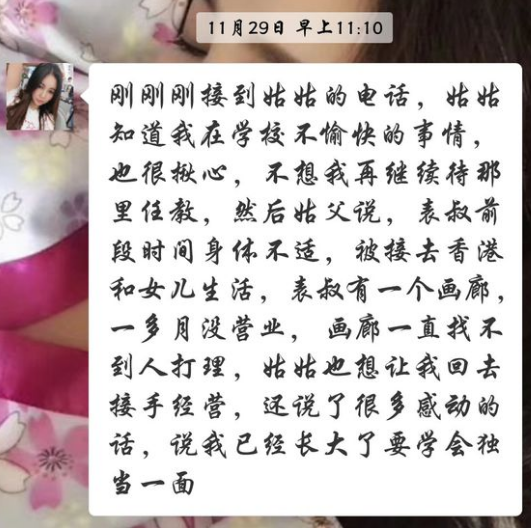 11月29日 早上11:10
刚刚刚接到姑姑的电话，姑姑
知道我在学校不愉快的事情，
也很揪心，不想我再继续待那
里任教，然后姑父说，表叔前
段时间身体不适，被接去香港
和女儿生活，表叔有一个画廊，
一多月没营业，画廊一直找不
到人打理，姑姑也想让我回去
接手经营，还说了很多感动的
话，说我已经长大了要学会独
当一面